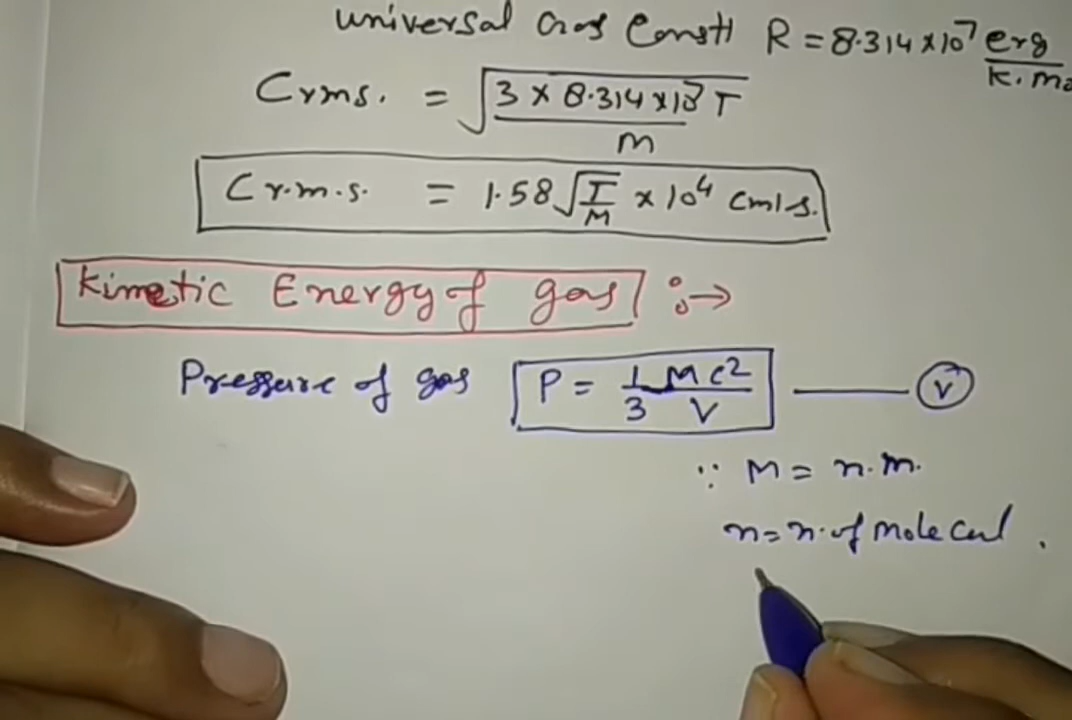 universal Gas Constt R = 8.314 x 10⁷ erg / K.mo
Crms. = √(3 x 8.314 x 10⁷ T / M)
Cr.m.s. = 1.58 √(T/M) x 10⁴ cm/s.
Kinetic Energy of gas :→
Pressure of gas P = 1/3 Mc²/V — (V)
∵ M = n.m.
n = n. of molecul.